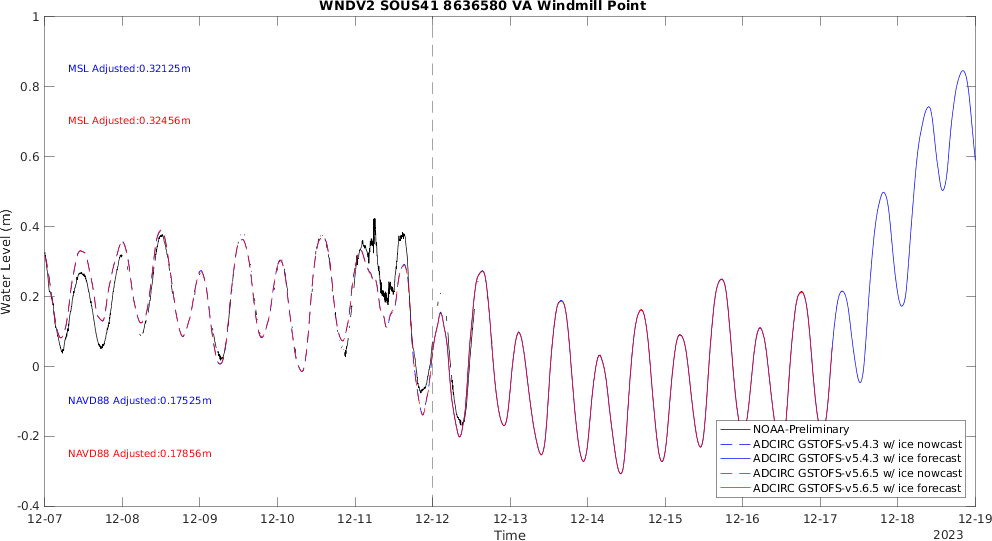 WNDV2 SOUS41 8636580 VA Windmill Point
1
0.8
0.6
0.4
0.2
0
-0.2
-0.4
Water Level (m)
MSL Adjusted:0.32125m
MSL Adjusted:0.32456m
NAVD88 Adjusted:0.17525m
NAVD88 Adjusted:0.17856m
NOAA-Preliminary
ADCIRC GSTOFS-v5.4.3 w/ ice nowcast
ADCIRC GSTOFS-v5.4.3 w/ ice forecast
ADCIRC GSTOFS-v5.6.5 w/ ice nowcast
ADCIRC GSTOFS-v5.6.5 w/ ice forecast
12-07 12-08 12-09 12-10 12-11 12-12 12-13 12-14 12-15 12-16 12-17 12-18 12-19
Time
2023